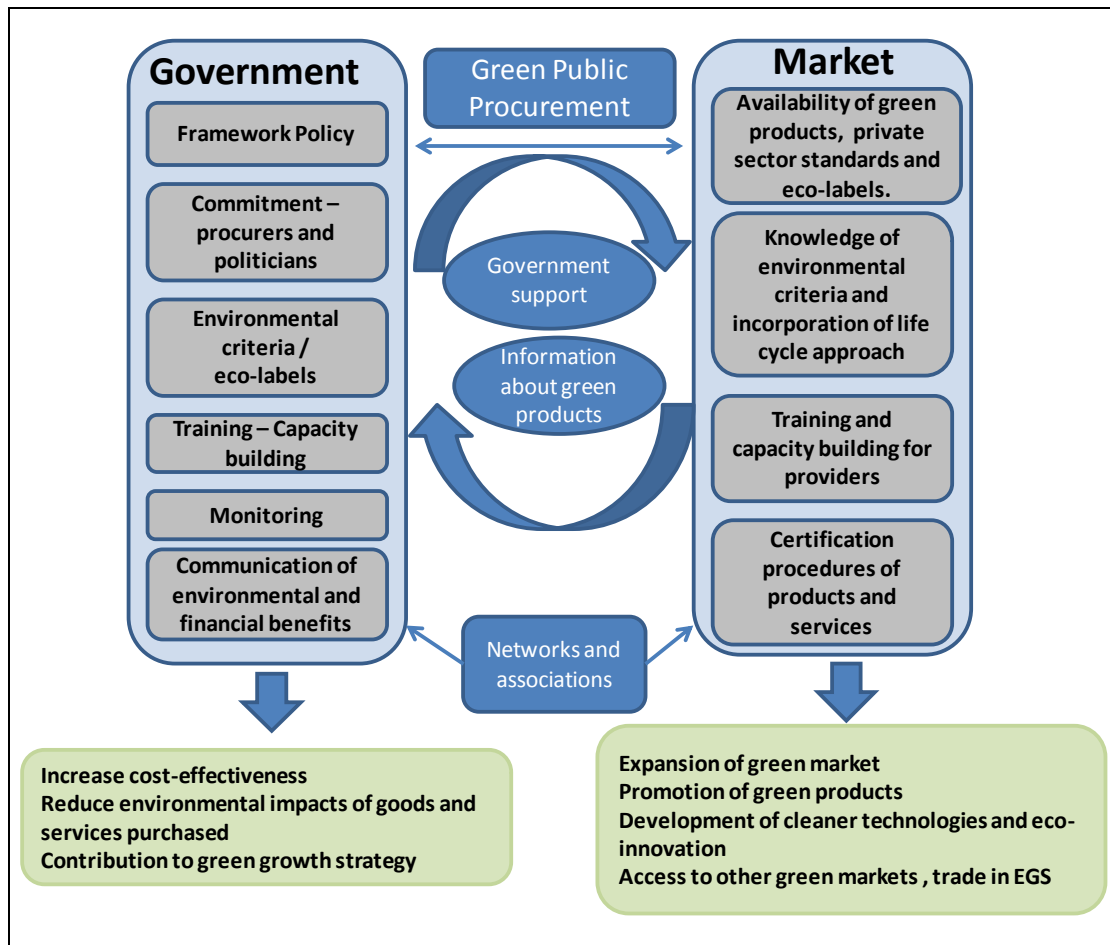 Government
Framework Policy
Commitment –
procurers and
politicians
Environmental
criteria /
eco-labels
Training – Capacity
building
Monitoring
Communication of
environmental and
financial benefits
Green Public
Procurement
Government
support
Information
about green
products
Networks and
associations
Market
Availability of green
products, private
sector standards and
eco-labels.
Knowledge of
environmental
criteria and
incorporation of life
cycle approach
Training and
capacity building for
providers
Certification
procedures of
products and
services
Increase cost-effectiveness
Reduce environmental impacts of goods and
services purchased
Contribution to green growth strategy
Expansion of green market
Promotion of green products
Development of cleaner technologies and eco-
innovation
Access to other green markets , trade in EGS